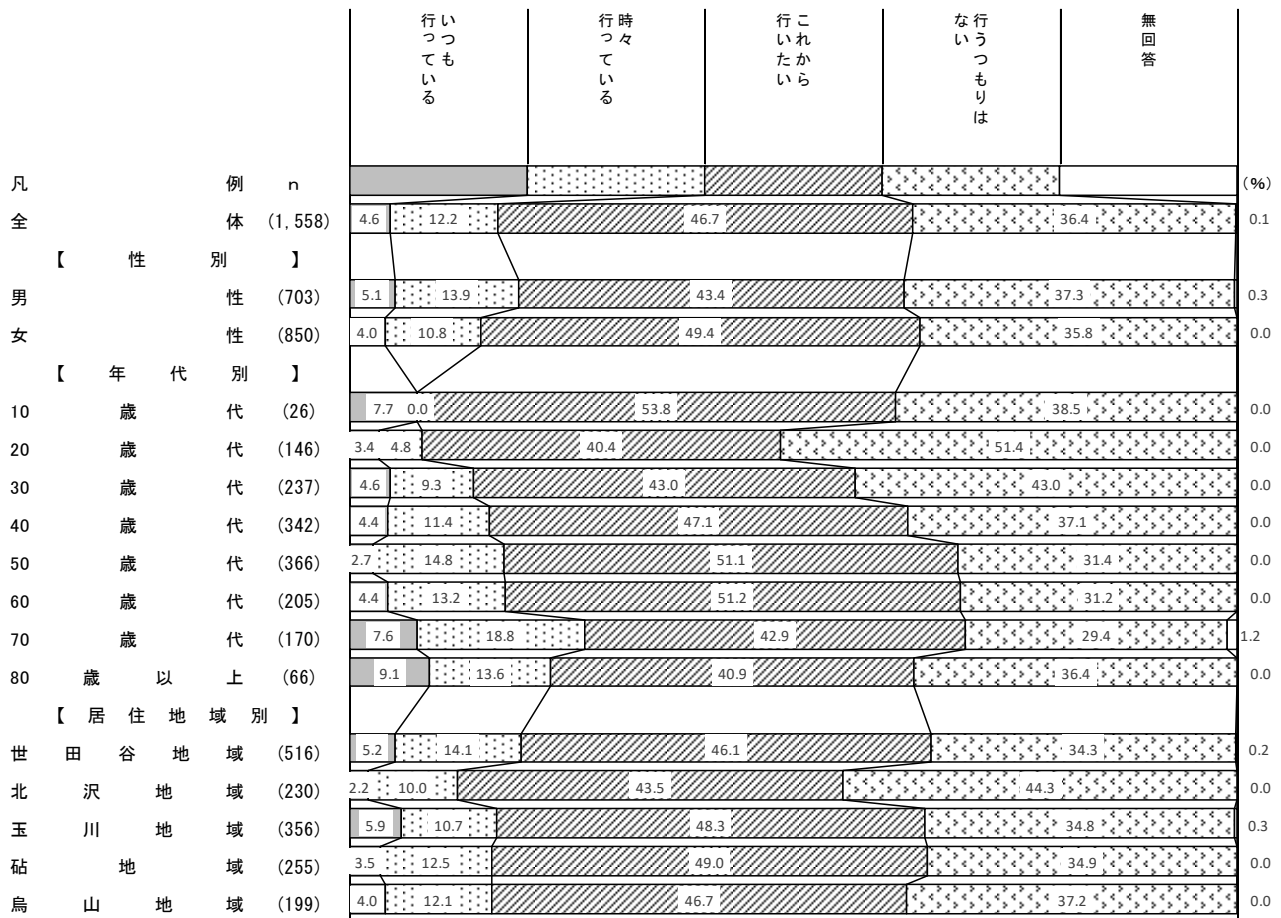 いつも
行っている
時々
行っている
これから
行いたい
行うつもりは
ない
無回答
凡例 n (%)
全体 (1,558) 4.6 12.2 46.7 36.4 0.1
【性別】
男性 (703) 5.1 13.9 43.4 37.3 0.3
女性 (850) 4.0 10.8 49.4 35.8 0.0
【年代別】
10歳代 (26) 7.7 0.0 53.8 38.5 0.0
20歳代 (146) 3.4 4.8 40.4 51.4 0.0
30歳代 (237) 4.6 9.3 43.0 43.0 0.0
40歳代 (342) 4.4 11.4 47.1 37.1 0.0
50歳代 (366) 2.7 14.8 51.1 31.4 0.0
60歳代 (205) 4.4 13.2 51.2 31.2 0.0
70歳代 (170) 7.6 18.8 42.9 29.4 1.2
80歳以上 (66) 9.1 13.6 40.9 36.4 0.0
【居住地域別】
世田谷地域 (516) 5.2 14.1 46.1 34.3 0.2
北沢地域 (230) 2.2 10.0 43.5 44.3 0.0
玉川地域 (356) 5.9 10.7 48.3 34.8 0.3
砧地域 (255) 3.5 12.5 49.0 34.9 0.0
烏山地域 (199) 4.0 12.1 46.7 37.2 0.0